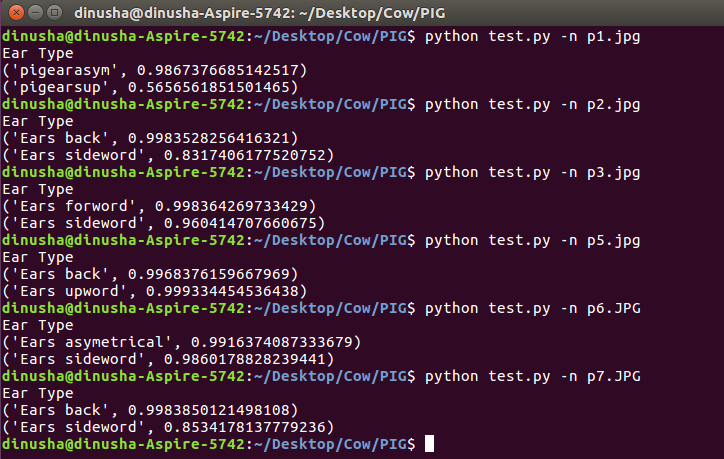 dinusha@dinusha-Aspire-5742: ~/Desktop/Cow/PIG
dinusha@dinusha-Aspire-5742:~/Desktop/Cow/PIG$ python test.py -n p1.jpg
Ear Type
('pigearasym', 0.9867376685142517)
('pigearsup', 0.5656561851501465)
dinusha@dinusha-Aspire-5742:~/Desktop/Cow/PIG$ python test.py -n p2.jpg
Ear Type
('Ears back', 0.9983528256416321)
('Ears sideword', 0.8317406177520752)
dinusha@dinusha-Aspire-5742:~/Desktop/Cow/PIG$ python test.py -n p3.jpg
Ear Type
('Ears forword', 0.998364269733429)
('Ears sideword', 0.960414707660675)
dinusha@dinusha-Aspire-5742:~/Desktop/Cow/PIG$ python test.py -n p5.jpg
Ear Type
('Ears back', 0.9968376159667969)
('Ears upword', 0.999334454536438)
dinusha@dinusha-Aspire-5742:~/Desktop/Cow/PIG$ python test.py -n p6.JPG
Ear Type
('Ears asymetrical', 0.9916374087333679)
('Ears sideword', 0.9860178828239441)
dinusha@dinusha-Aspire-5742:~/Desktop/Cow/PIG$ python test.py -n p7.JPG
Ear Type
('Ears back', 0.9983850121498108)
('Ears sideword', 0.8534178137779236)
dinusha@dinusha-Aspire-5742:~/Desktop/Cow/PIG$